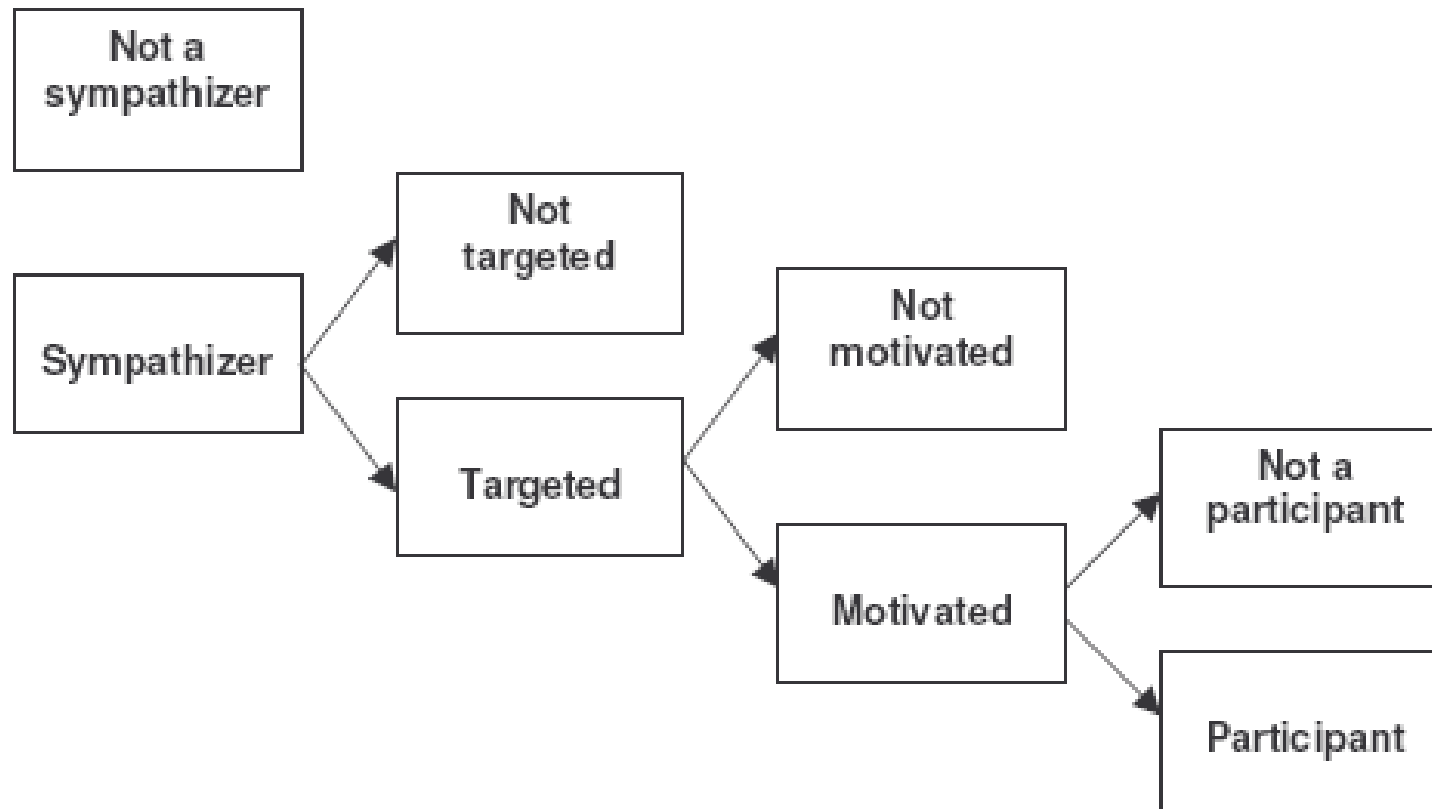 Not a
sympathizer
Not
targeted
Sympathizer
Not
motivated
Targeted
Not a
participant
Motivated
Participant